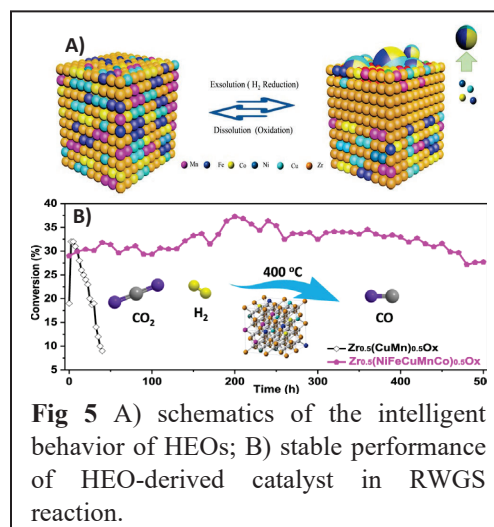 A)
Exsolution ( H₂ Reduction)
Dissolution (Oxidation)
Mn Fe Co Ni Cu Zr
B)
40
35
30
25
20
15
10
5
0
Conversion (%)
400 °C
CO₂
H₂
CO
Zr0.5(CuMn)0.5Ox
Zr0.5(NiFeCuMnCo)0.5Ox
0 100 200 300 400 500
Time (h)
Fig 5 A) schematics of the intelligent
behavior of HEOs; B) stable performance
of HEO-derived catalyst in RWGS
reaction.